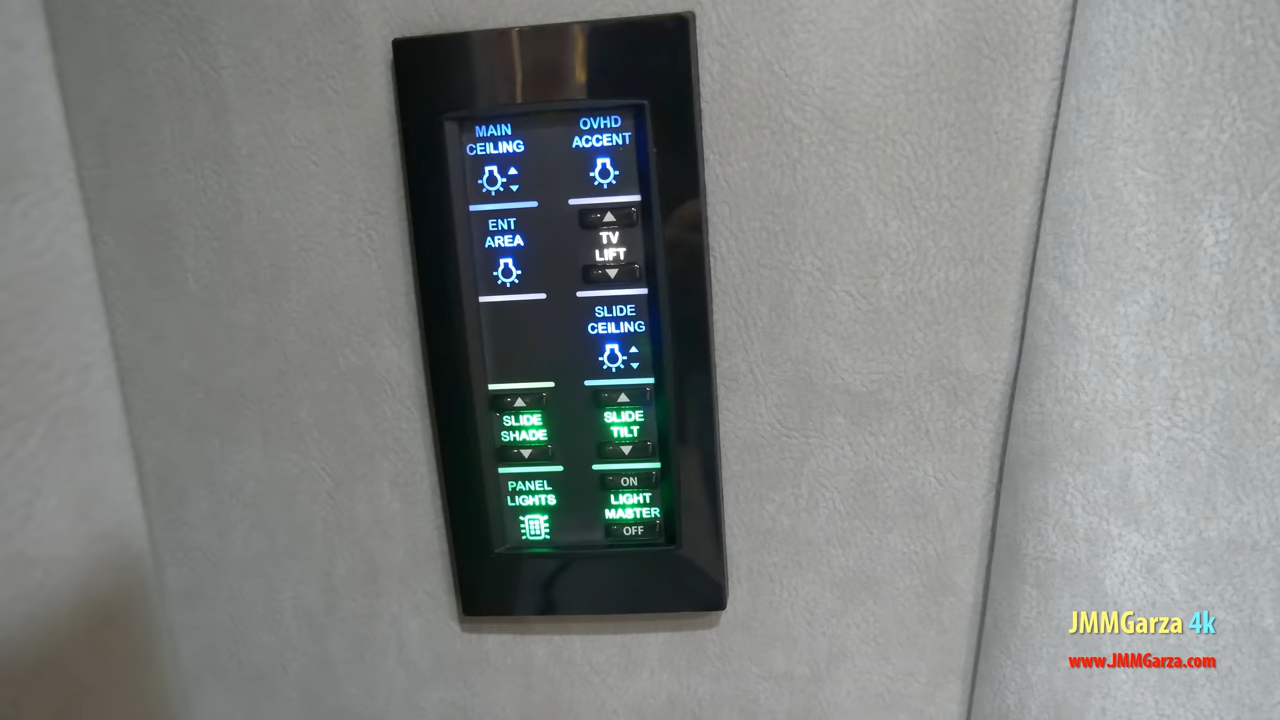 MAIN
CEILING
OVHD
ACCENT
ENT
AREA
TV
LIFT
SLIDE
CEILING
SLIDE
SHADE
SLIDE
TILT
PANEL
LIGHTS
ON
LIGHT
MASTER
OFF
JMMGarza 4k
www.JMMGarza.com